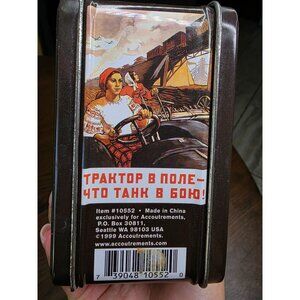 ТРАКТОР В ПОЛЕ-
ЧТО ТАНК В БОЮ!
Item #10552 • Made in China
exclusively for Accoutrements.
P.O. Box 30811,
Seattle WA 98103 USA
©1999 Accoutrements.
www.accoutrements.com
7 39048 10552 0